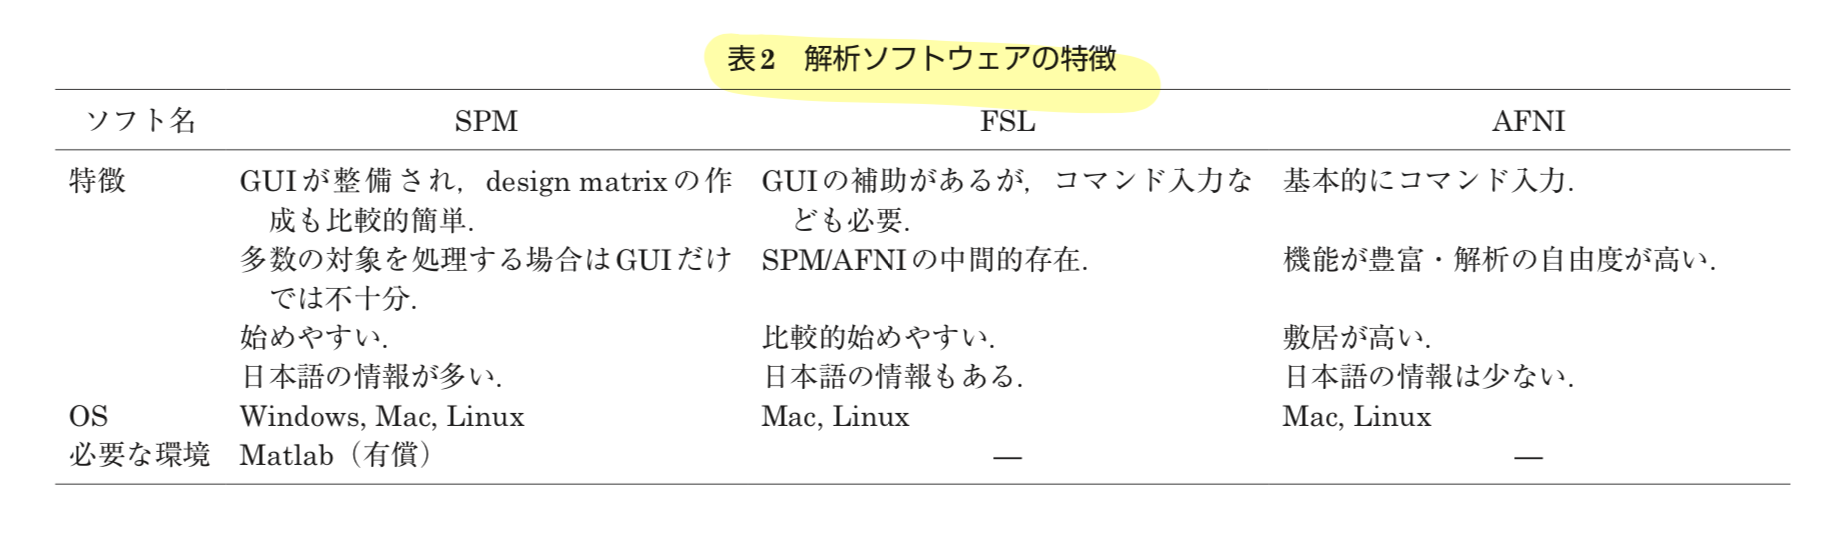 表2 解析ソフトウェアの特徴
ソフト名 SPM FSL AFNI
特徴 GUIが整備され，design matrixの作 GUIの補助があるが，コマンド入力な 基本的にコマンド入力．
成も比較的簡単． ども必要．
多数の対象を処理する場合はGUIだけ SPM/AFNIの中間的存在． 機能が豊富・解析の自由度が高い．
では不十分．
始めやすい． 比較的始めやすい． 敷居が高い．
日本語の情報が多い． 日本語の情報もある． 日本語の情報は少ない．
OS Windows, Mac, Linux Mac, Linux Mac, Linux
必要な環境 Matlab（有償） — —